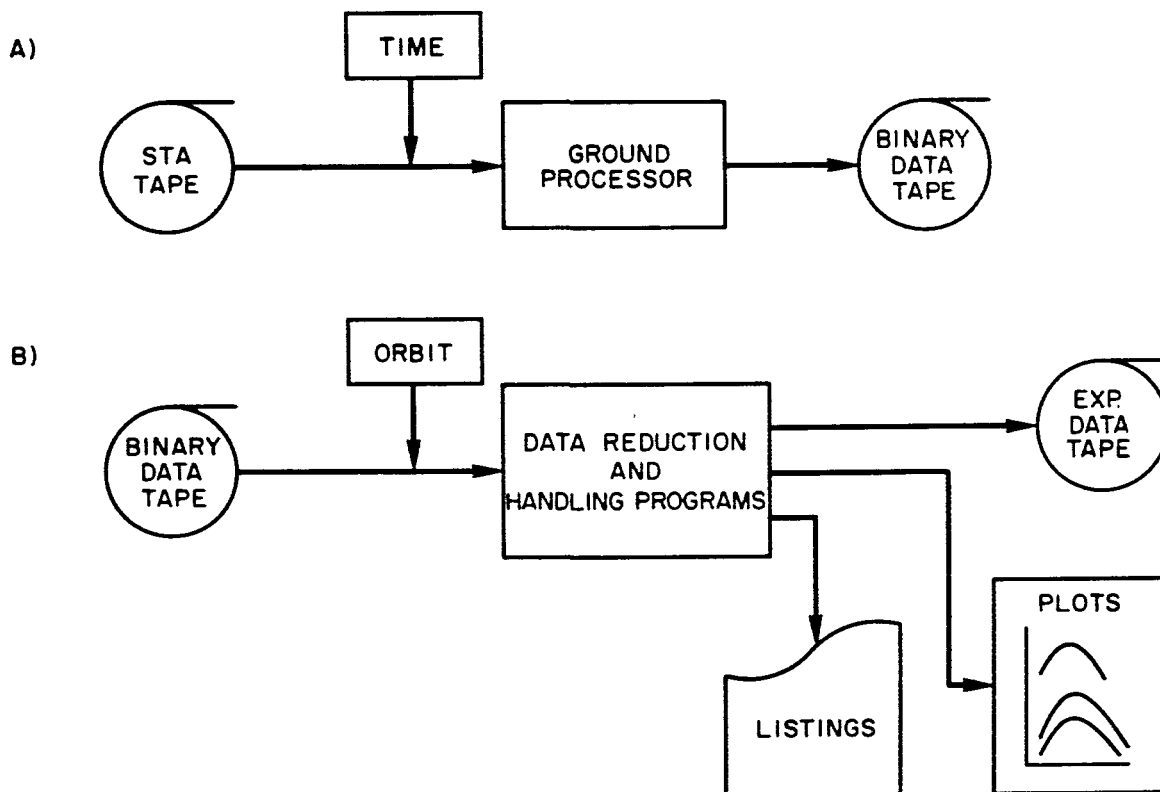 A)
TIME
STA
TAPE
GROUND
PROCESSOR
BINARY
DATA
TAPE
B)
ORBIT
BINARY
DATA
TAPE
DATA REDUCTION
AND
HANDLING PROGRAMS
EXP.
DATA
TAPE
PLOTS
LISTINGS